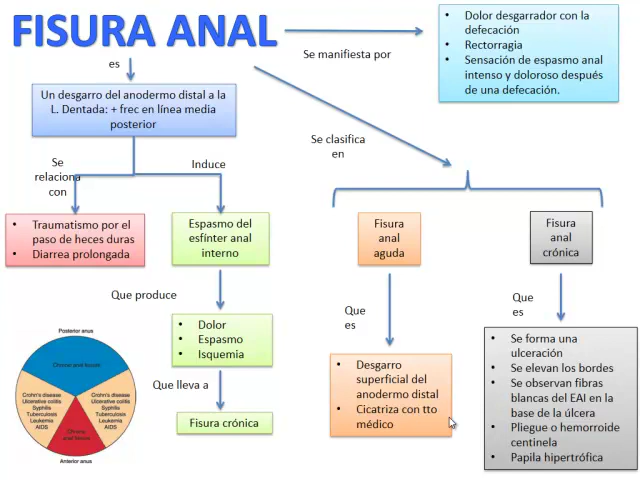 FISURA ANAL
es
Se manifiesta por
• Dolor desgarrador con la
defecación
• Rectorragia
• Sensación de espasmo anal
intenso y doloroso después
de una defecación.
Un desgarro del anodermo distal a la
L. Dentada: + frec en línea media
posterior
Se clasifica
en
Se
relaciona
con
Induce
• Traumatismo por el
paso de heces duras
• Diarrea prolongada
Espasmo del
esfínter anal
interno
Fisura
anal
aguda
Fisura
anal
crónica
Que produce
Que
es
Que
es
• Dolor
• Espasmo
• Isquemia
Que lleva a
Fisura crónica
• Desgarro
superficial del
anodermo distal
• Cicatriza con tto
médico
• Se forma una
ulceración
• Se elevan los bordes
• Se observan fibras
blancas del EAI en la
base de la úlcera
• Pliegue o hemorroide
centinela
• Papila hipertrófica
Posterior anus
Chronic anal fissure
Crohn's disease
Ulcerative colitis
Syphilis
Tuberculosis
Leukemia
AIDS
Crohn's disease
Ulcerative colitis
Syphilis
Tuberculosis
Leukemia
AIDS
Chronic
anal fissure
Anterior anus